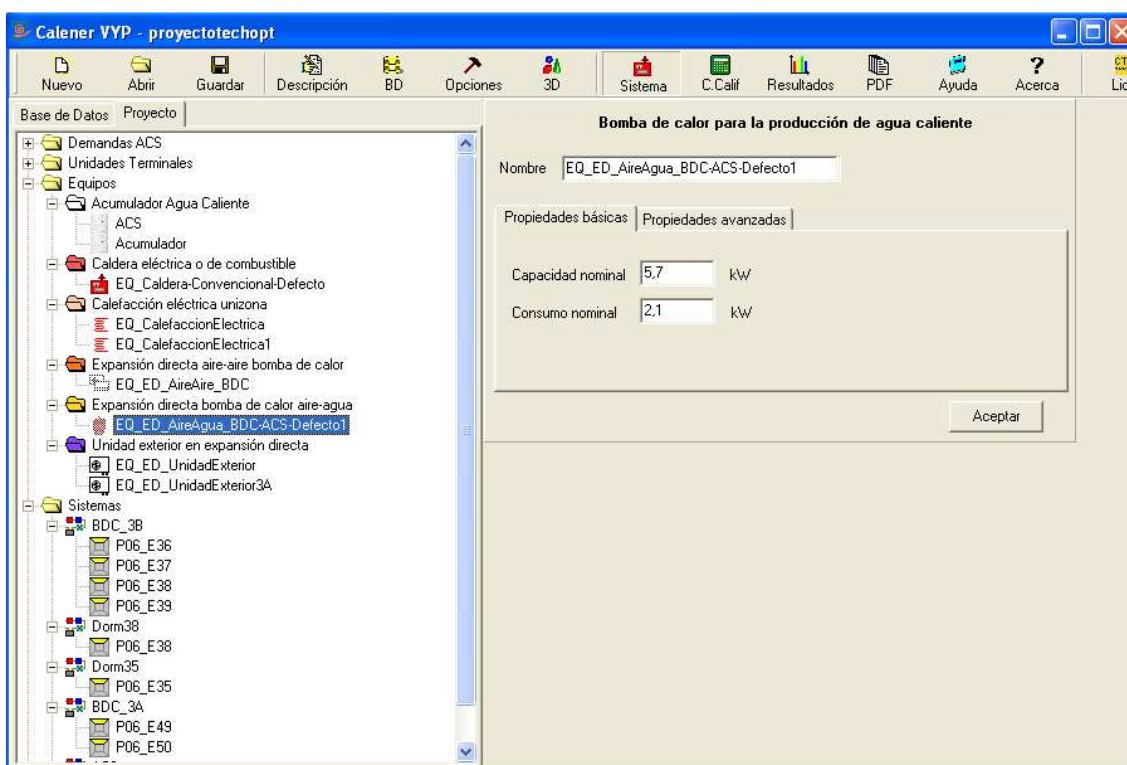 Calener VYP - proyectotechopt
Nuevo Abrir Guardar Descripción BD Opciones 3D Sistema C.Calif Resultados PDF Ayuda Acerca Lic
Base de Datos Proyecto
Demandas ACS
Unidades Terminales
Equipos
Acumulador Agua Caliente
ACS
Acumulador
Caldera eléctrica o de combustible
EQ_Caldera-Convencional-Defecto
Calefacción eléctrica unizona
EQ_CalefaccionElectrica
EQ_CalefaccionElectrica1
Expansión directa aire-aire bomba de calor
EQ_ED_AireAire_BDC
Expansión directa bomba de calor aire-agua
EQ_ED_AireAgua_BDC-ACS-Defecto1
Unidad exterior en expansión directa
EQ_ED_UnidadExterior
EQ_ED_UnidadExterior3A
Sistemas
BDC_3B
P06_E36
P06_E37
P06_E38
P06_E39
Dorm38
P06_E38
Dorm35
P06_E35
BDC_3A
P06_E49
P06_E50
Bomba de calor para la producción de agua caliente
Nombre EQ_ED_AireAgua_BDC-ACS-Defecto1
Propiedades básicas Propiedades avanzadas
Capacidad nominal 5,7 kW
Consumo nominal 2,1 kW
Aceptar